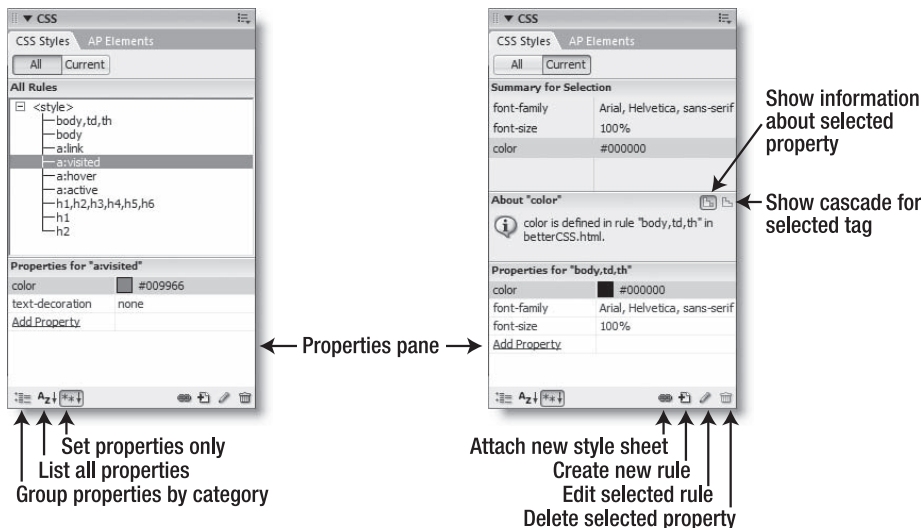 CSS
CSS Styles AP Elements
All Current
All Rules
<style>
body,td,th
body
a:link
a:visited
a:hover
a:active
h1,h2,h3,h4,h5,h6
h1
h2
Properties for "a:visited"
color #009966
text-decoration none
Add Property
Set properties only
List all properties
Group properties by category
Properties pane
CSS
CSS Styles AP Elements
All Current
Summary for Selection
font-family Arial, Helvetica, sans-serif
font-size 100%
color #000000
About "color"
color is defined in rule "body,td,th" in
betterCSS.html.
Properties for "body,td,th"
color #000000
font-family Arial, Helvetica, sans-serif
font-size 100%
Add Property
Show information
about selected
property
Show cascade for
selected tag
Attach new style sheet
Create new rule
Edit selected rule
Delete selected property